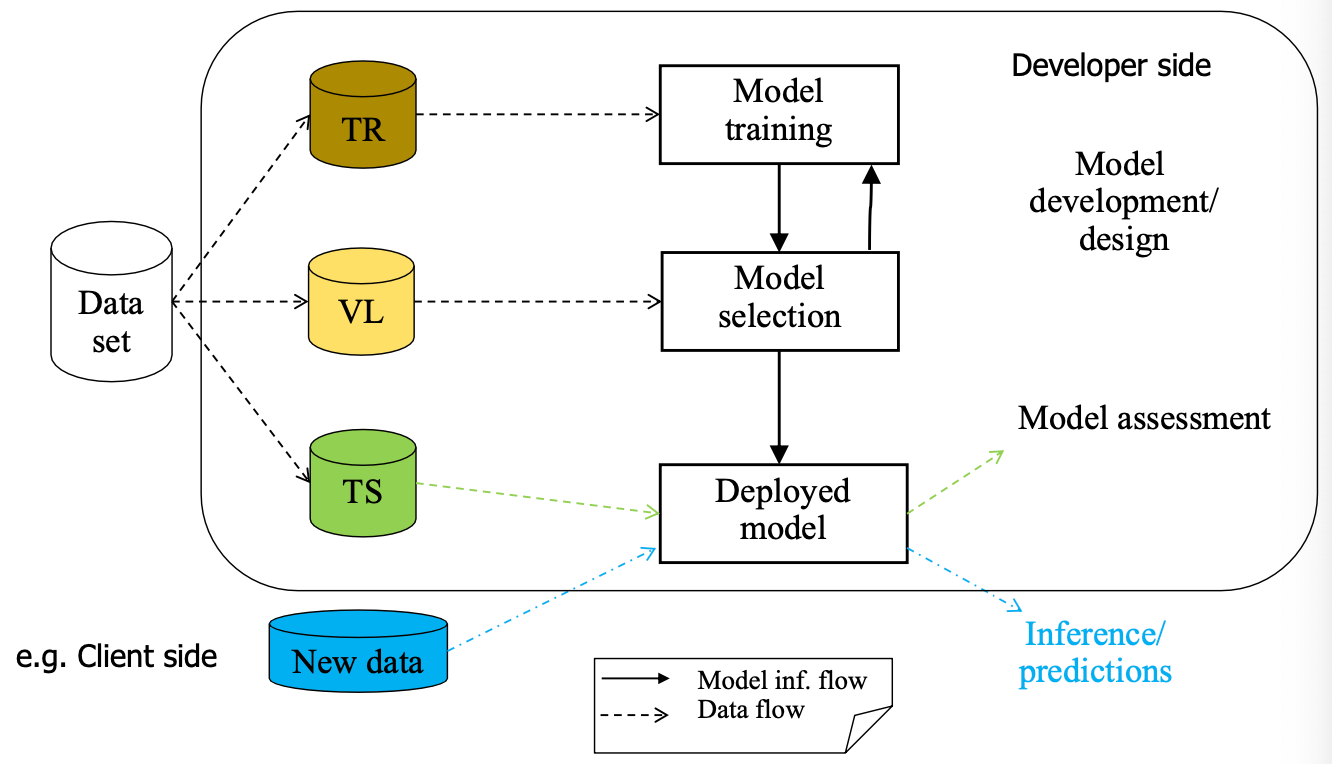 Developer side
TR
Model
training
Model
development/
design
Data
set
VL
Model
selection
Model assessment
TS
Deployed
model
e.g. Client side
New data
Inference/
predictions
Model inf. flow
Data flow